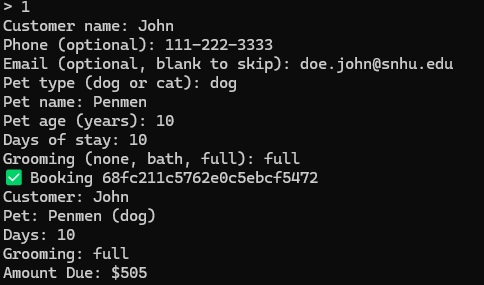 > 1
Customer name: John
Phone (optional): 111-222-3333
Email (optional, blank to skip): doe.john@snhu.edu
Pet type (dog or cat): dog
Pet name: Penmen
Pet age (years): 10
Days of stay: 10
Grooming (none, bath, full): full
✅ Booking 68fc211c5762e0c5ebcf5472
Customer: John
Pet: Penmen (dog)
Days: 10
Grooming: full
Amount Due: $505